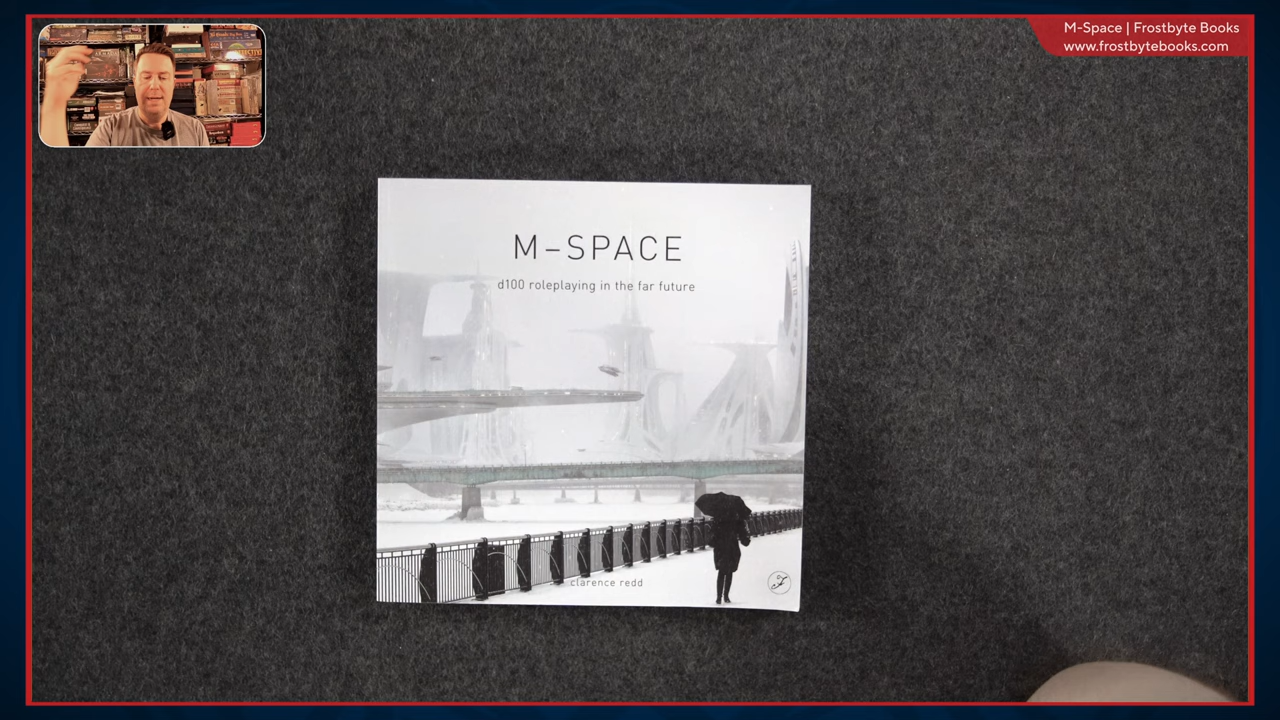 M-Space | Frostbyte Books
www.frostbytebooks.com
M–SPACE
d100 roleplaying in the far future
clarence redd